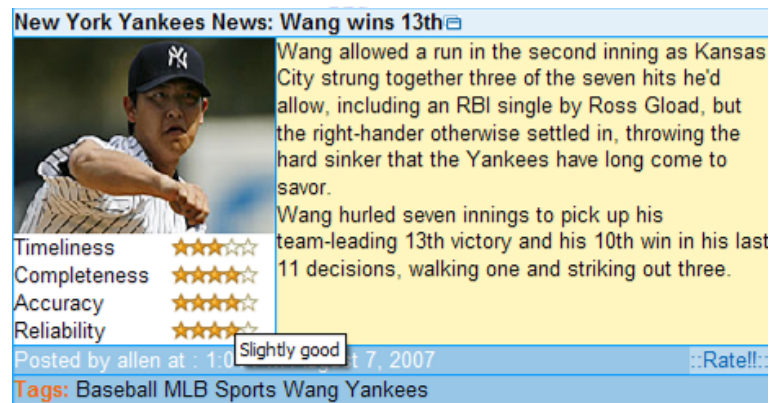 New York Yankees News: Wang wins 13th
Wang allowed a run in the second inning as Kansas
City strung together three of the seven hits he'd
allow, including an RBI single by Ross Gload, but
the right-hander otherwise settled in, throwing the
hard sinker that the Yankees have long come to
savor.
Wang hurled seven innings to pick up his
team-leading 13th victory and his 10th win in his last
11 decisions, walking one and striking out three.
Timeliness
Completeness
Accuracy
Reliability
Slightly good
Posted by allen at : 1:0 t 7, 2007
::Rate!!::
Tags: Baseball MLB Sports Wang Yankees